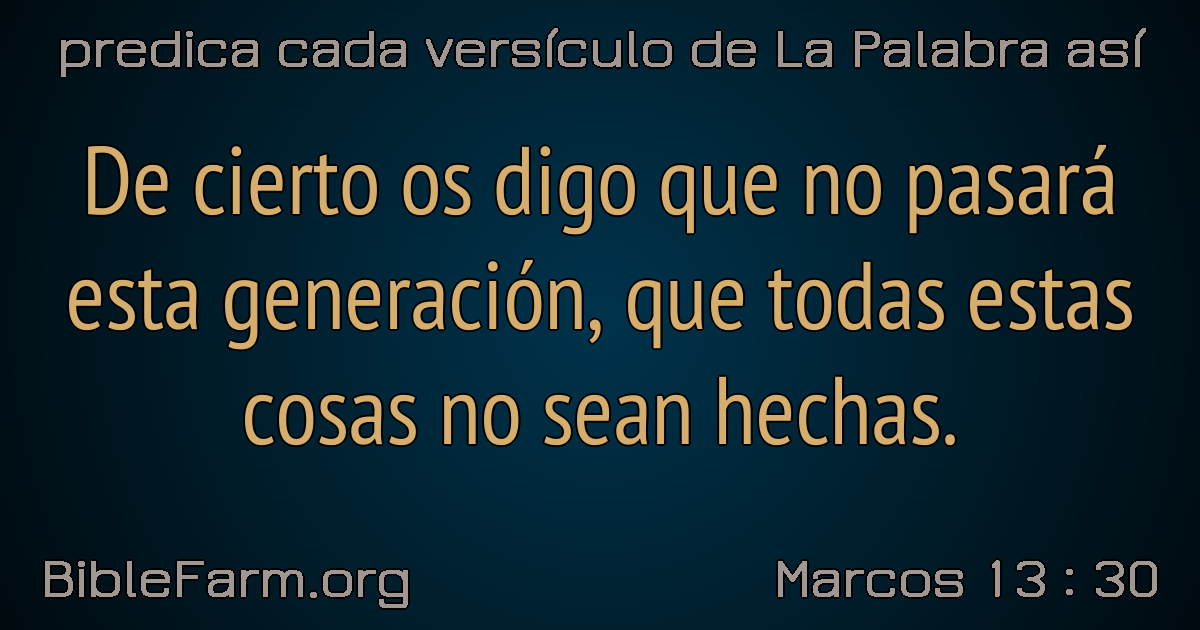 predica cada versículo de La Palabra así
De cierto os digo que no pasará
esta generación, que todas estas
cosas no sean hechas.
BibleFarm.org
Marcos 13 : 30